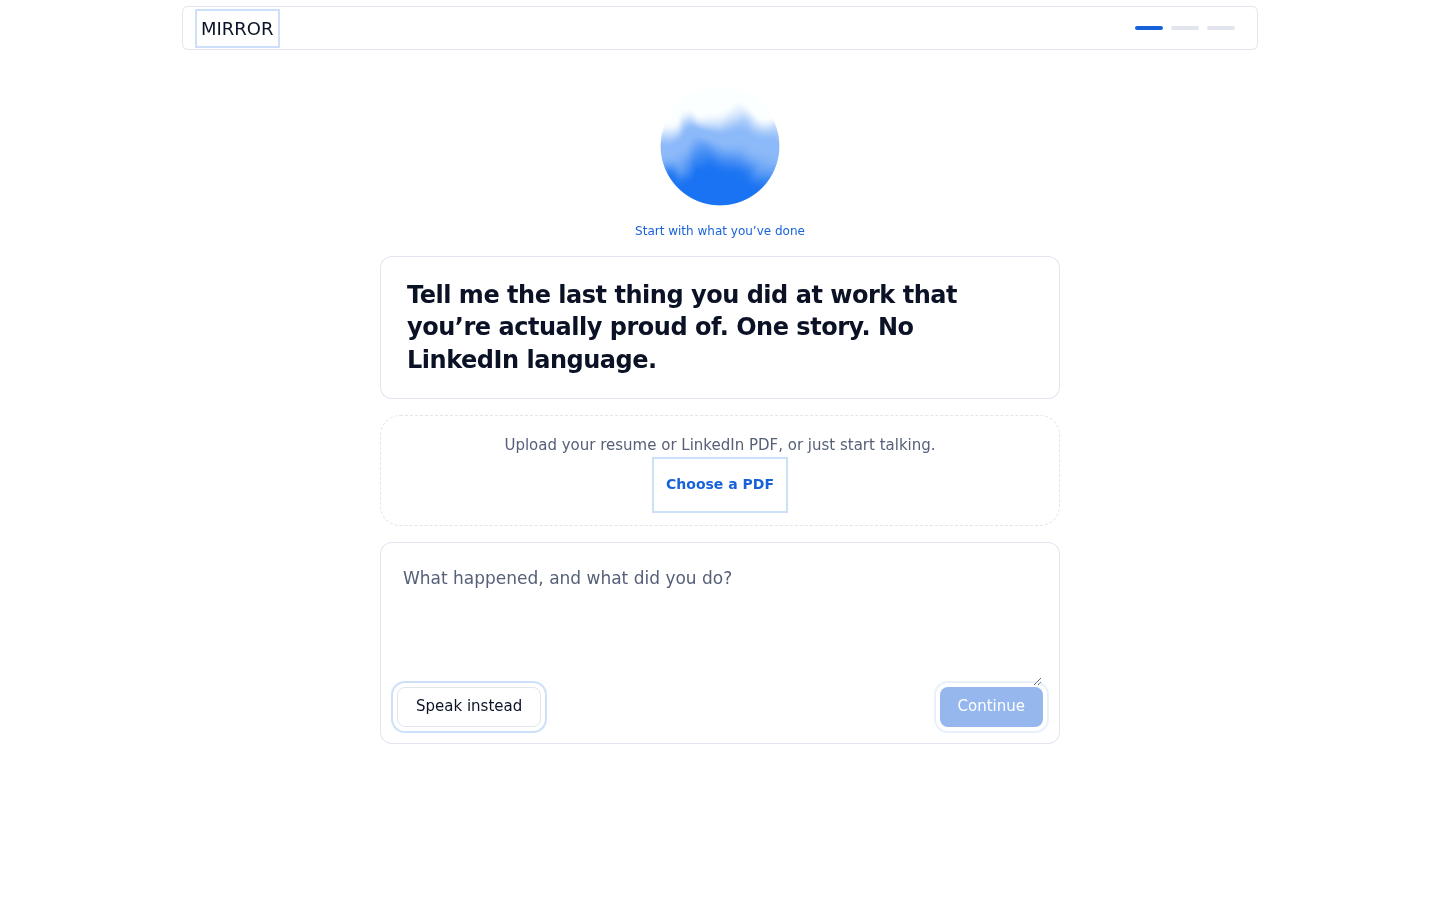 MIRROR
Start with what you’ve done
Tell me the last thing you did at work that
you’re actually proud of. One story. No
LinkedIn language.
Upload your resume or LinkedIn PDF, or just start talking.
Choose a PDF
What happened, and what did you do?
Speak instead
Continue